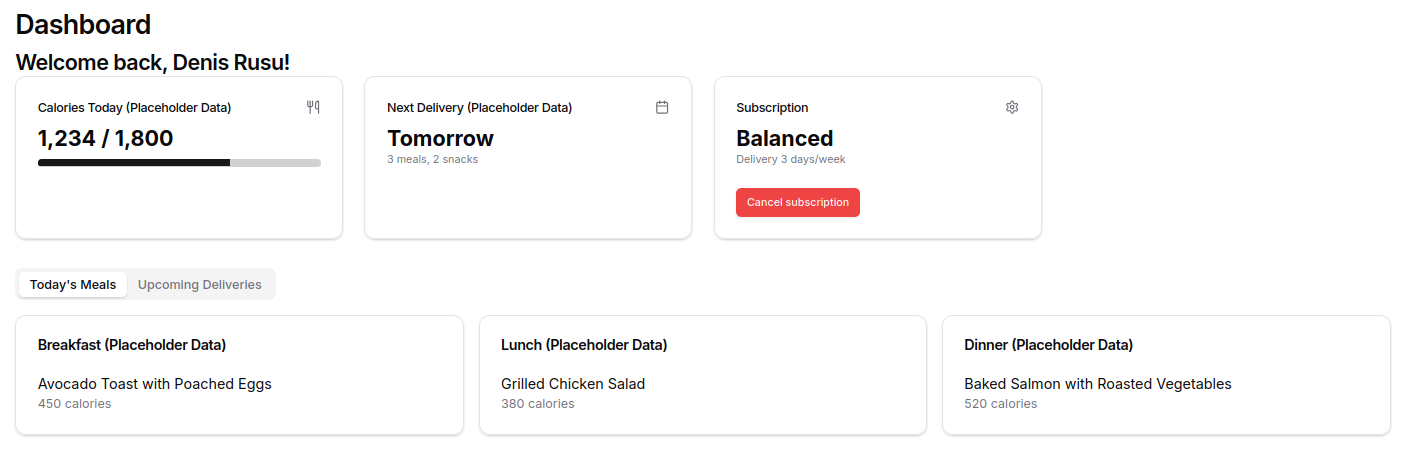 Dashboard
Welcome back, Denis Rusu!
Calories Today (Placeholder Data)
1,234 / 1,800
Next Delivery (Placeholder Data)
Tomorrow
3 meals, 2 snacks
Subscription
Balanced
Delivery 3 days/week
Cancel subscription
Today's Meals
Upcoming Deliveries
Breakfast (Placeholder Data)
Avocado Toast with Poached Eggs
450 calories
Lunch (Placeholder Data)
Grilled Chicken Salad
380 calories
Dinner (Placeholder Data)
Baked Salmon with Roasted Vegetables
520 calories